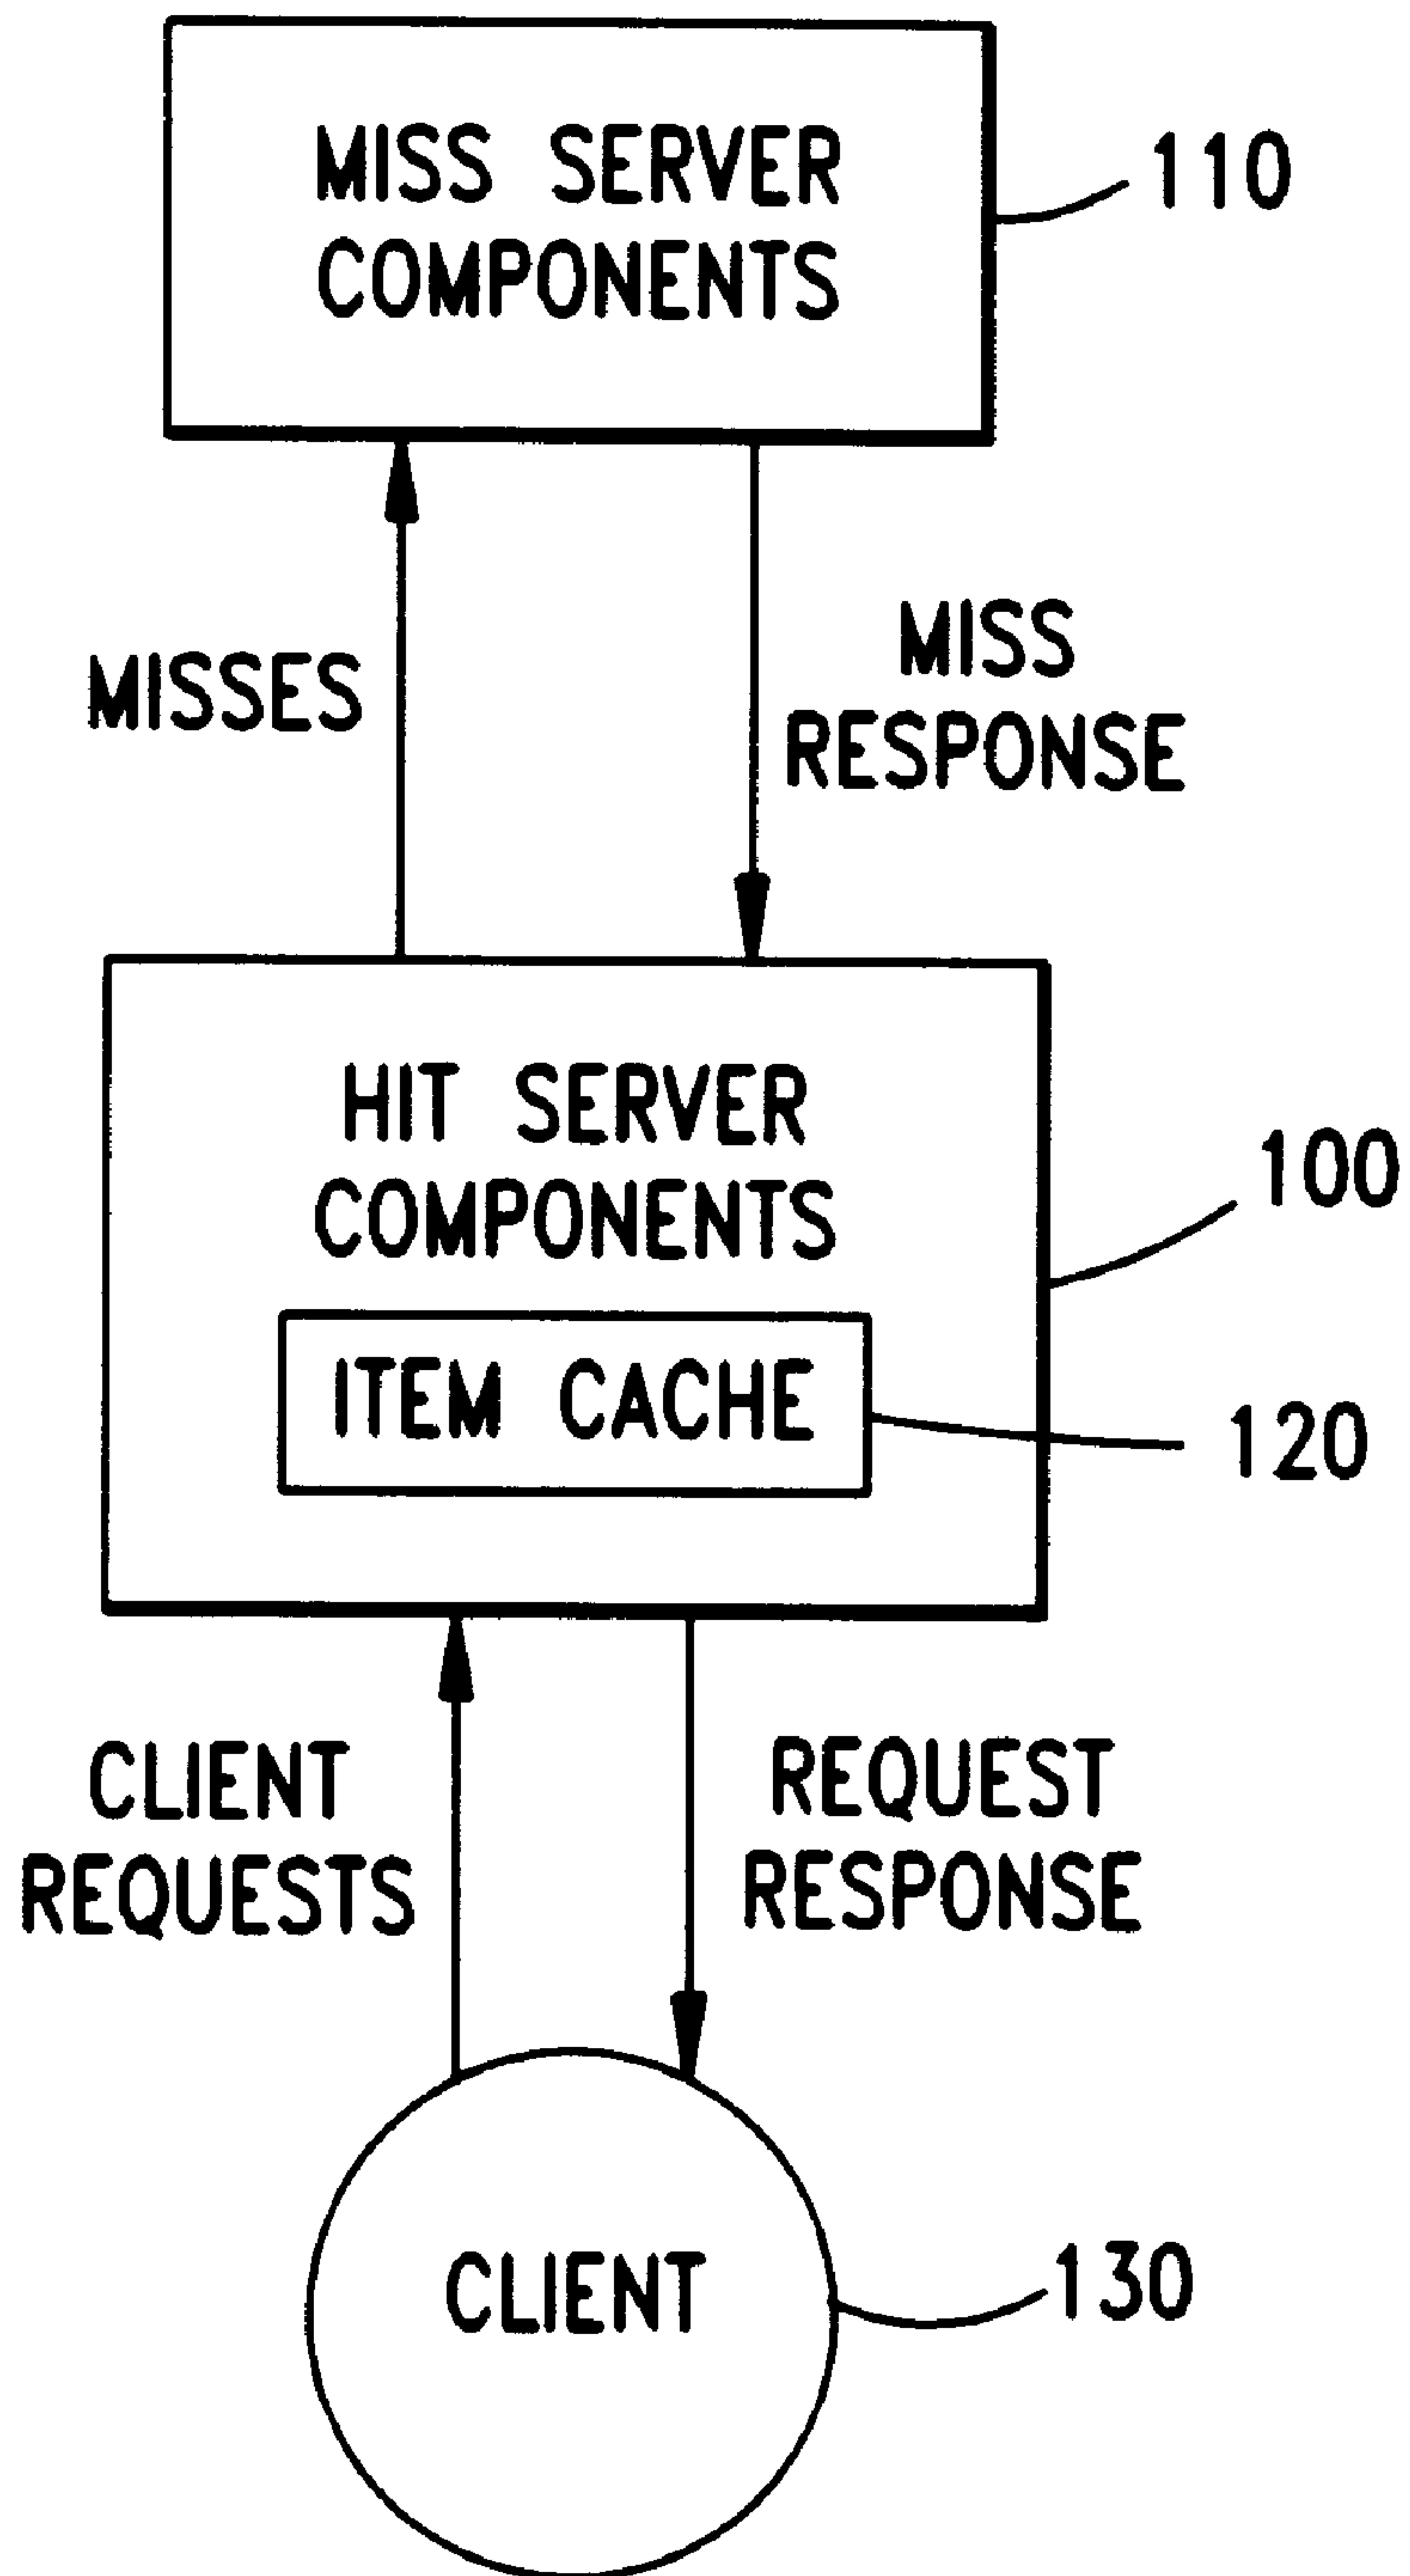 MISS SERVER
COMPONENTS
110
MISSES
MISS
RESPONSE
HIT SERVER
COMPONENTS
100
ITEM CACHE
120
CLIENT
REQUESTS
REQUEST
RESPONSE
CLIENT
130